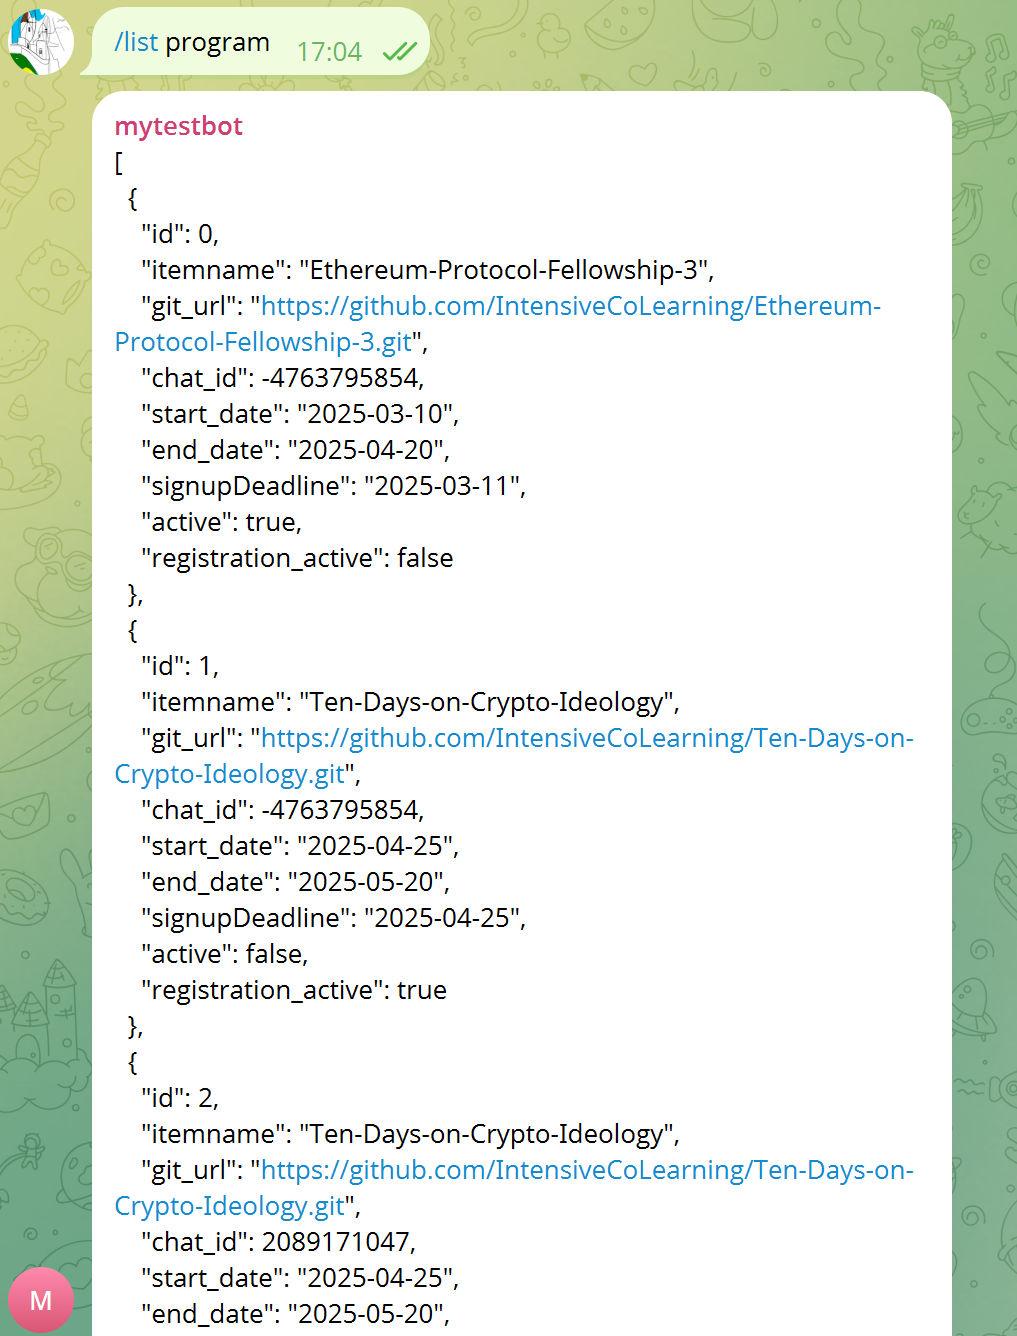 /list program 17:04
mytestbot
[
{
"id": 0,
"itemname": "Ethereum-Protocol-Fellowship-3",
"git_url": "https://github.com/IntensiveCoLearning/Ethereum-
Protocol-Fellowship-3.git",
"chat_id": -4763795854,
"start_date": "2025-03-10",
"end_date": "2025-04-20",
"signupDeadline": "2025-03-11",
"active": true,
"registration_active": false
},
{
"id": 1,
"itemname": "Ten-Days-on-Crypto-Ideology",
"git_url": "https://github.com/IntensiveCoLearning/Ten-Days-on-
Crypto-Ideology.git",
"chat_id": -4763795854,
"start_date": "2025-04-25",
"end_date": "2025-05-20",
"signupDeadline": "2025-04-25",
"active": false,
"registration_active": true
},
{
"id": 2,
"itemname": "Ten-Days-on-Crypto-Ideology",
"git_url": "https://github.com/IntensiveCoLearning/Ten-Days-on-
Crypto-Ideology.git",
"chat_id": 2089171047,
"start_date": "2025-04-25",
"end_date": "2025-05-20",
M